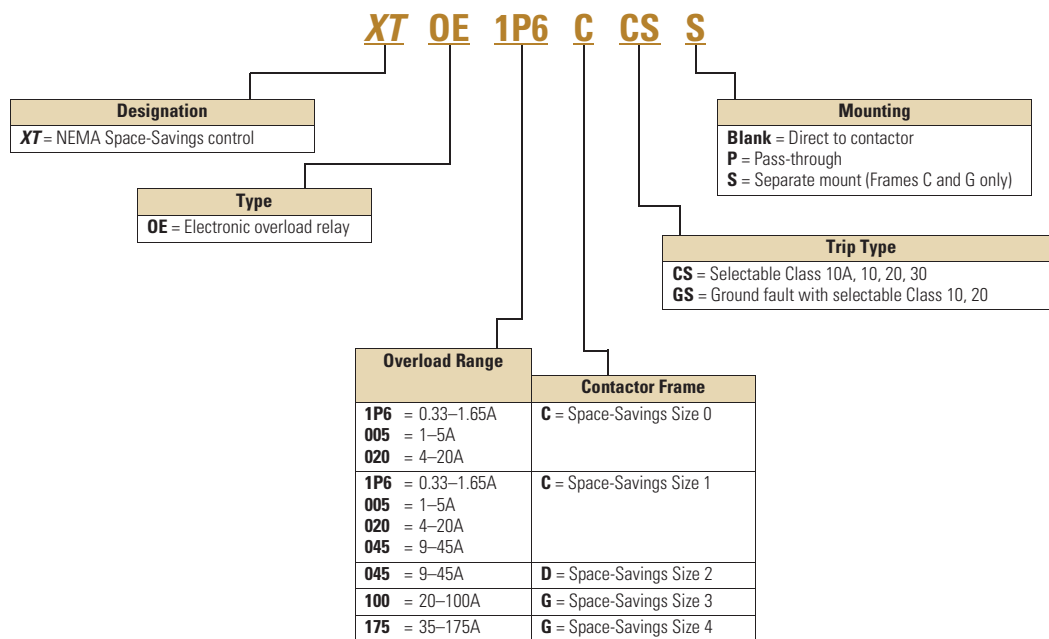 XT OE 1P6 C CS S
Designation
XT = NEMA Space-Savings control
Type
OE = Electronic overload relay
Mounting
Blank = Direct to contactor
P = Pass-through
S = Separate mount (Frames C and G only)
Trip Type
CS = Selectable Class 10A, 10, 20, 30
GS = Ground fault with selectable Class 10, 20
Overload Range
Contactor Frame
1P6 = 0.33–1.65A C = Space-Savings Size 0
005 = 1–5A
020 = 4–20A
1P6 = 0.33–1.65A C = Space-Savings Size 1
005 = 1–5A
020 = 4–20A
045 = 9–45A
045 = 9–45A D = Space-Savings Size 2
100 = 20–100A G = Space-Savings Size 3
175 = 35–175A G = Space-Savings Size 4